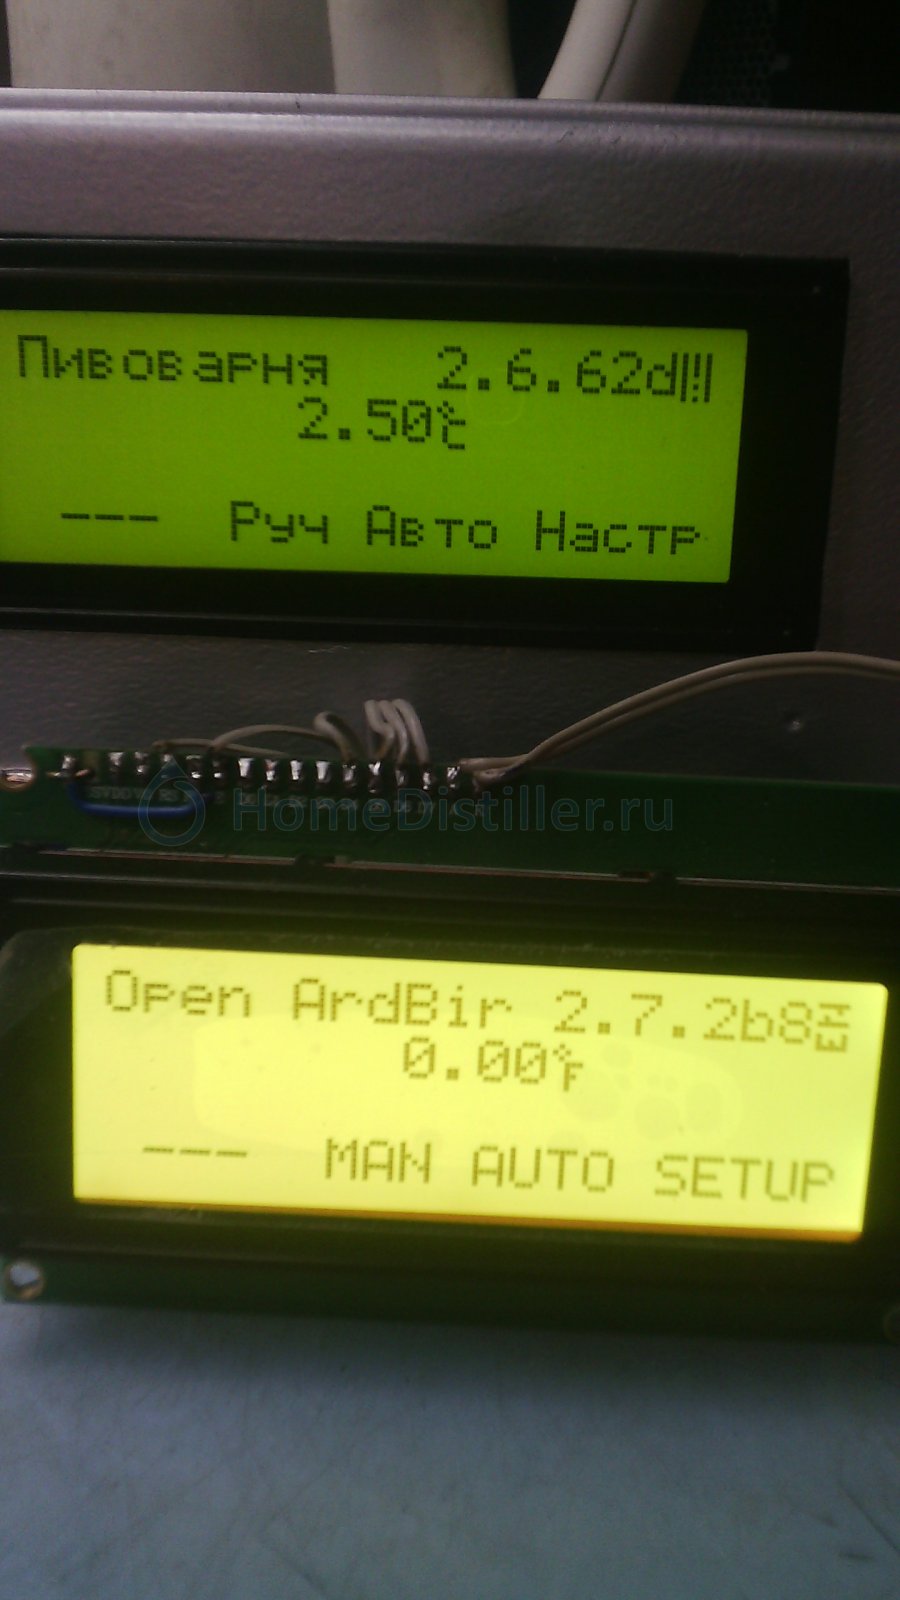 Пивоварня 2.6.62d
2.50°C
--- Руч Авто Настр
HomeDistiller.ru
Open ArdBir 2.7.2b8
0.00°F
--- MAN AUTO SETUP